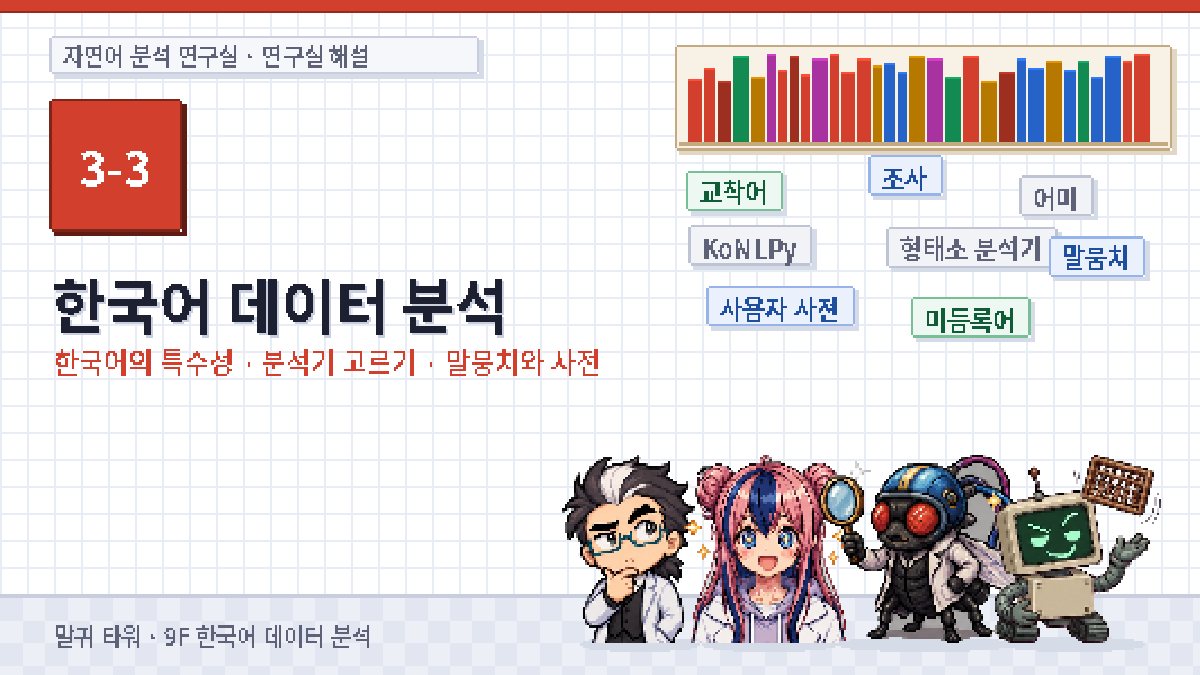 자연어 분석 연구실 · 연구실 해설
3-3
한국어 데이터 분석
한국어의 특수성 · 분석기 고르기 · 말뭉치와 사전
교착어
조사
어미
KoNLPy
형태소 분석기
말뭉치
사용자 사전
미등록어
말귀 타워 · 9F 한국어 데이터 분석